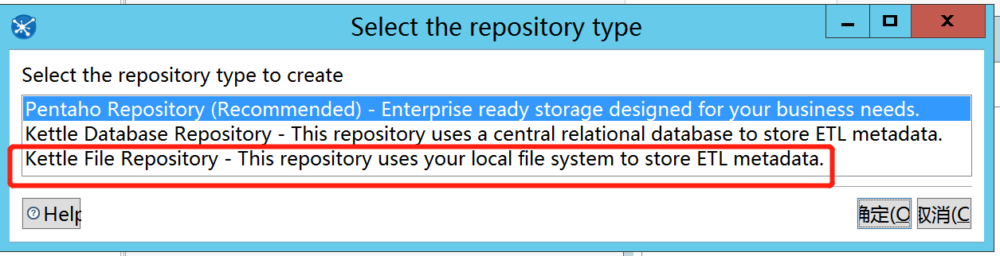 Select the repository type
Select the repository type to create
Pentaho Repository (Recommended) - Enterprise ready storage designed for your business needs.
Kettle Database Repository - This repository uses a central relational database to store ETL metadata.
Kettle File Repository - This repository uses your local file system to store ETL metadata.
Help
确定(O 取消(C